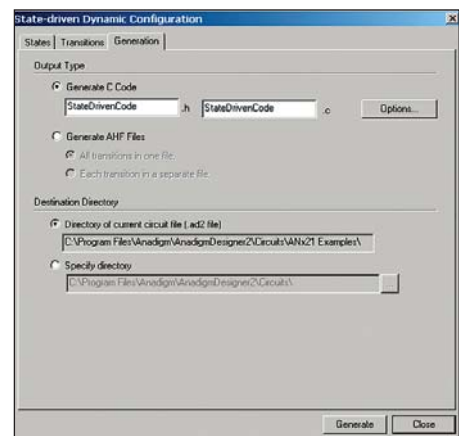 State-driven Dynamic Configuration
States Transitions Generation
Output Type
Generate C Code
StateDrivenCode .h StateDrivenCode .c Options...
Generate AHF Files
All transitions in one file.
Each transition in a separate file.
Destination Directory
Directory of current circuit file (.ad2 file)
C:\Program Files\Anadigm\AnadigmDesigner2\Circuits\ANx21 Examples\
Specify directory
C:\Program Files\Anadigm\AnadigmDesigner2\Circuits\ ...
Generate Close